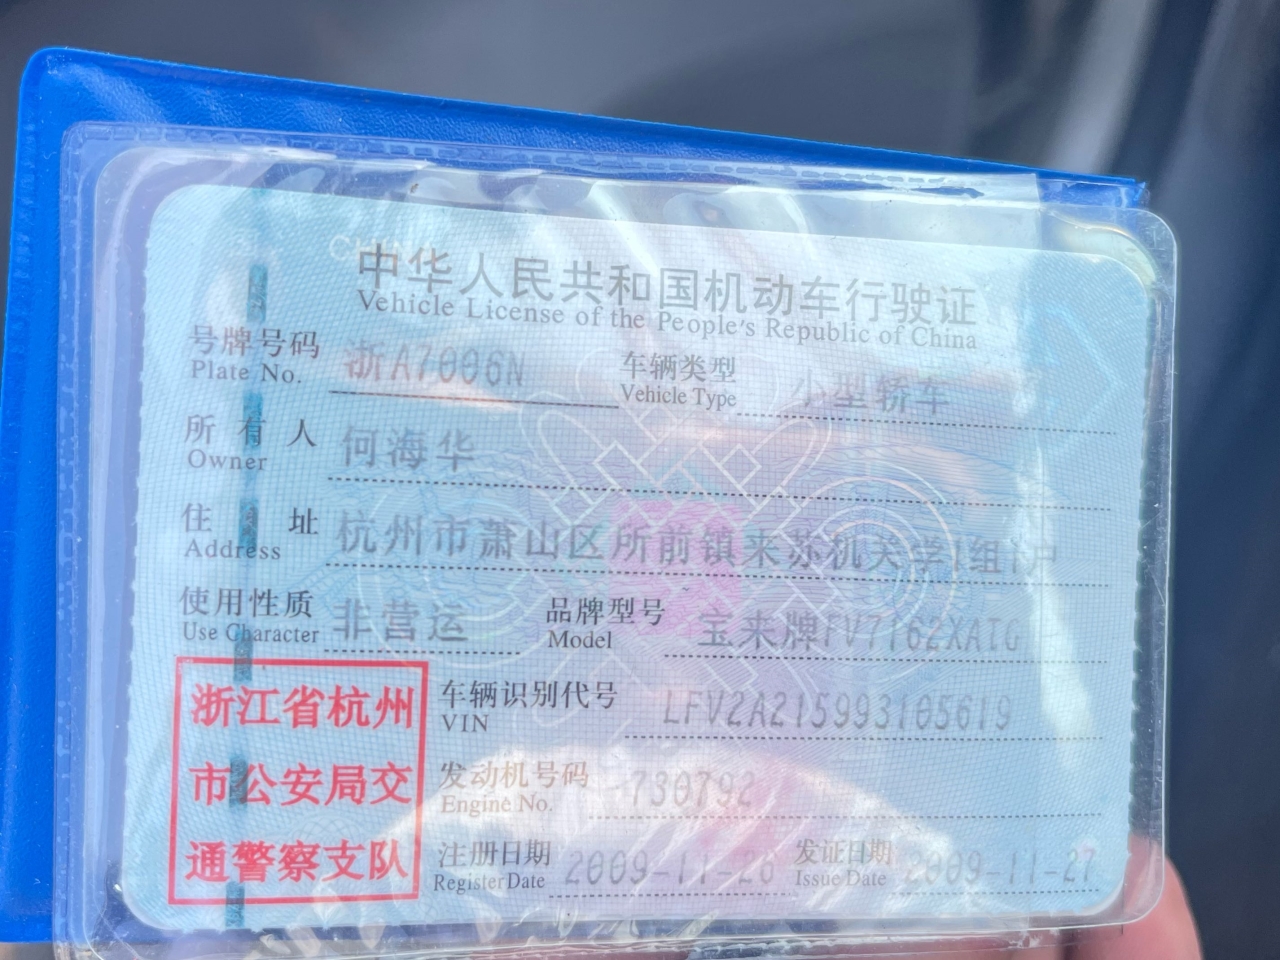 CHINA
中华人民共和国机动车行驶证
Vehicle License of the People's Republic of China
号牌号码 浙A7006N 车辆类型 小型轿车
Plate No. Vehicle Type
所有人 何海华
Owner
住址 杭州市萧山区所前镇来苏机关学1组1户
Address
使用性质 非营运 品牌型号 宝来牌FV7162XATG
Use Character Model
浙江省杭州
市公安局交
通警察支队
车辆识别代号 LFV2A215993105619
VIN
发动机号码 730792
Engine No.
注册日期 2009-11-26 发证日期 2009-11-27
Register Date Issue Date